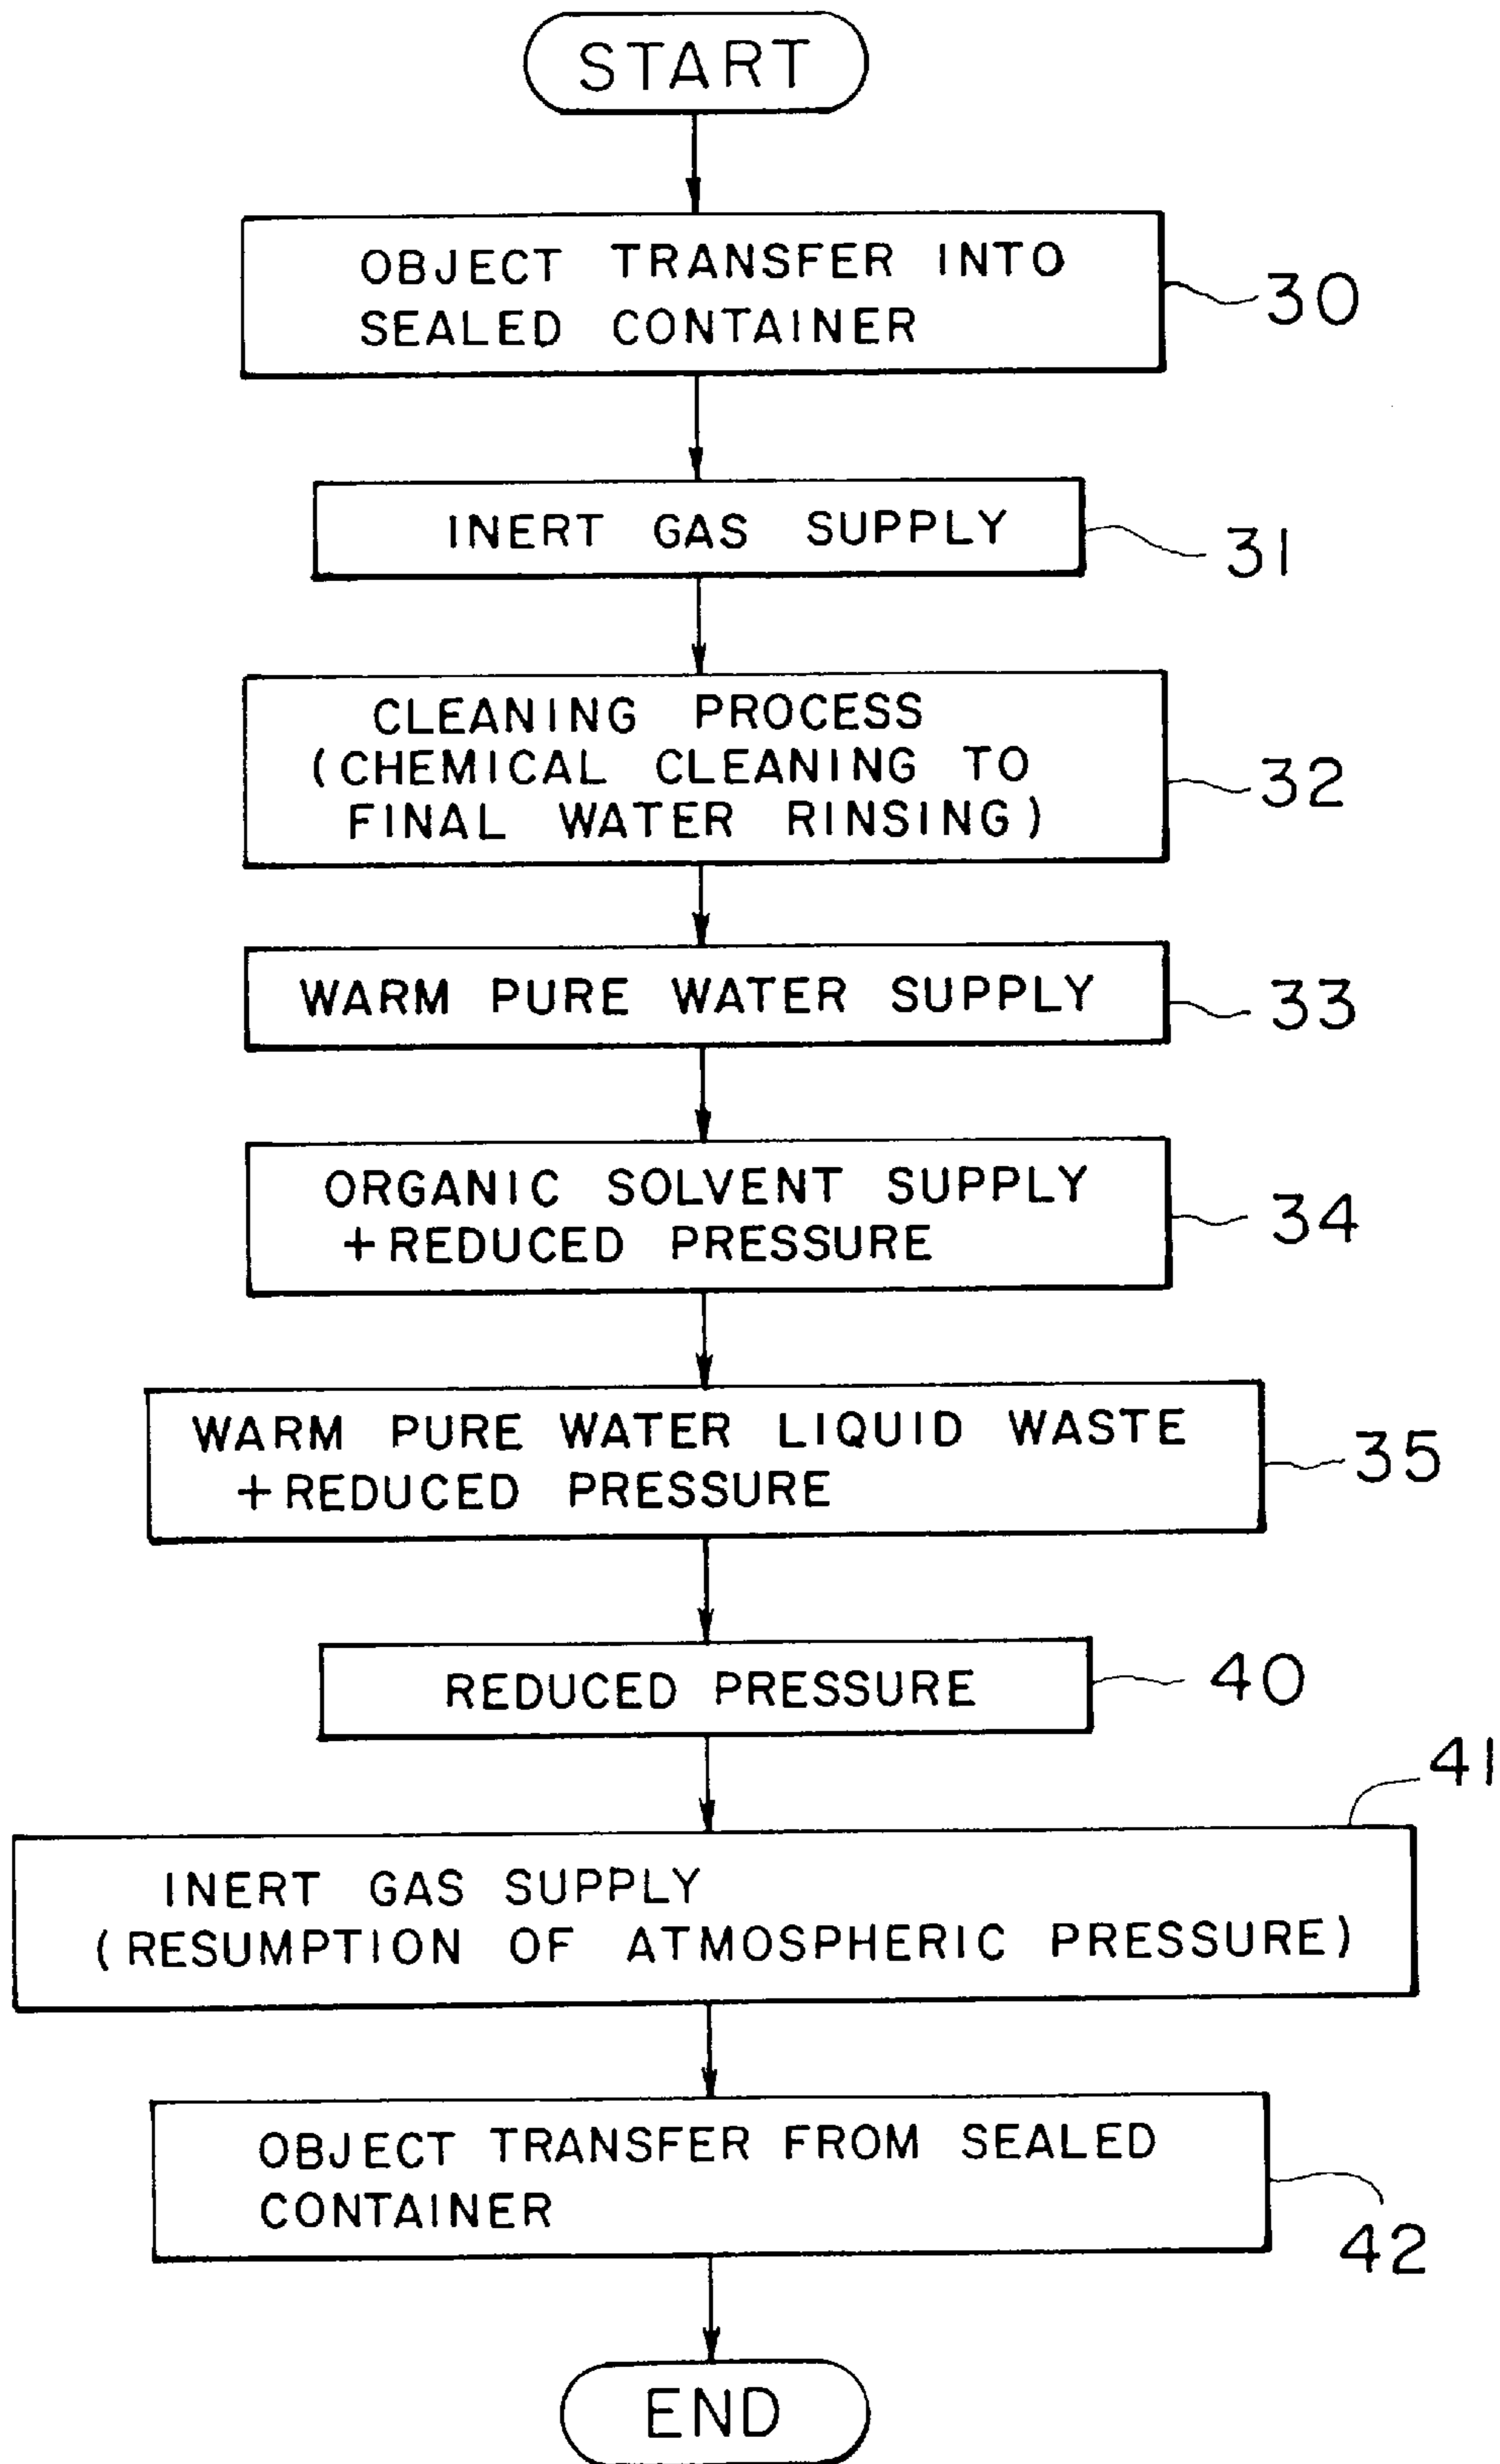 START
OBJECT TRANSFER INTO
SEALED CONTAINER
30
INERT GAS SUPPLY
31
CLEANING PROCESS
(CHEMICAL CLEANING TO
FINAL WATER RINSING)
32
WARM PURE WATER SUPPLY
33
ORGANIC SOLVENT SUPPLY
+REDUCED PRESSURE
34
WARM PURE WATER LIQUID WASTE
+REDUCED PRESSURE
35
REDUCED PRESSURE
40
41
INERT GAS SUPPLY
(RESUMPTION OF ATMOSPHERIC PRESSURE)
OBJECT TRANSFER FROM SEALED
CONTAINER
42
END